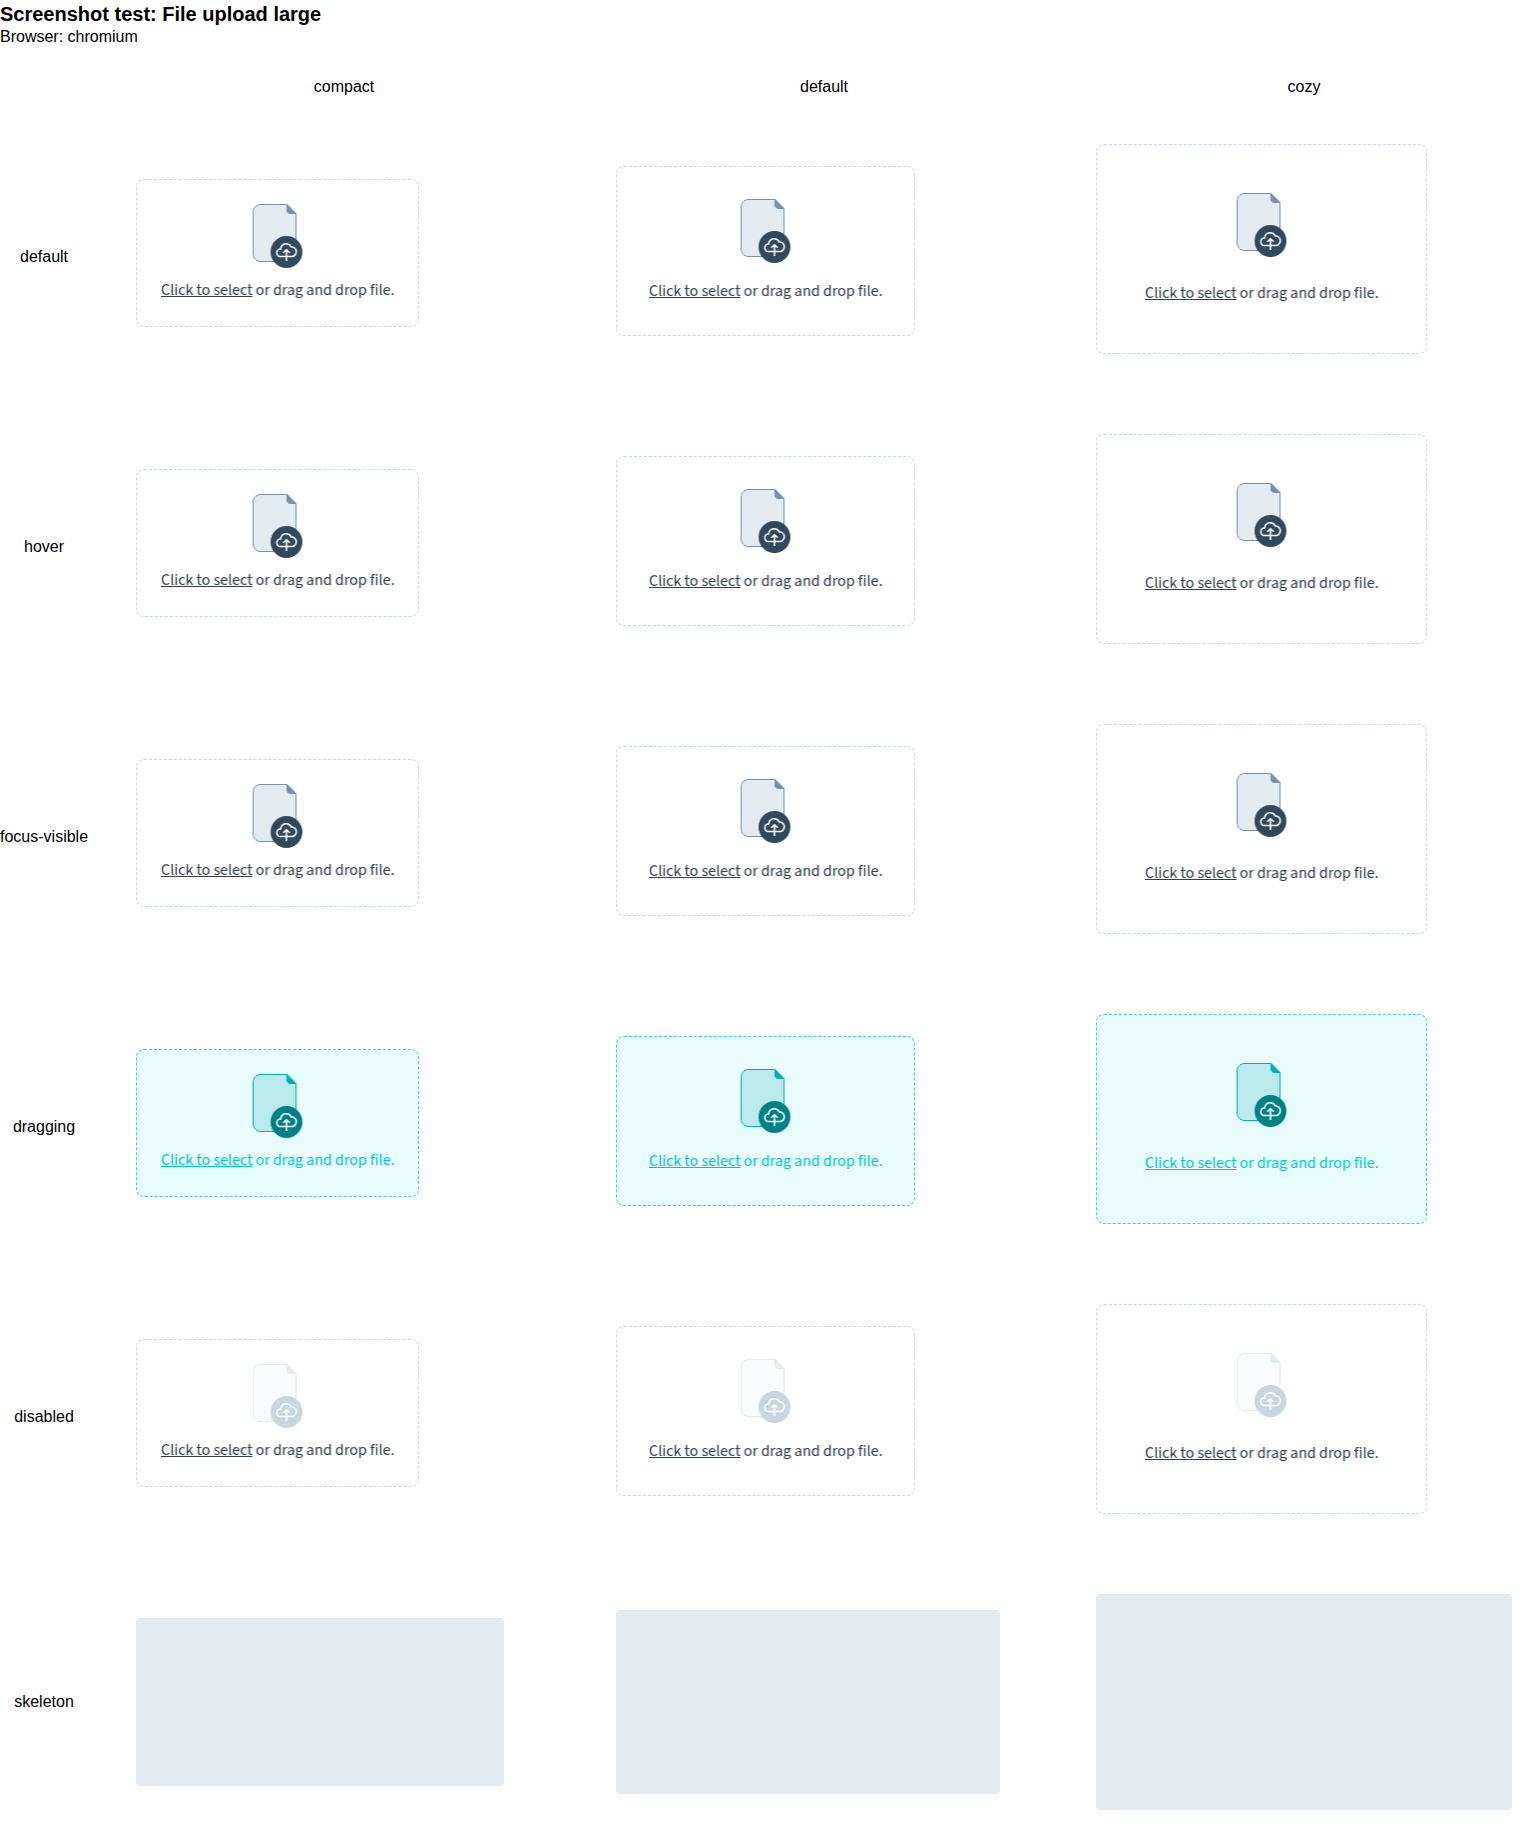 Screenshot test: File upload large
Browser: chromium
compact default cozy
default
Click to select or drag and drop file. Click to select or drag and drop file. Click to select or drag and drop file.
hover
Click to select or drag and drop file. Click to select or drag and drop file. Click to select or drag and drop file.
focus-visible
Click to select or drag and drop file. Click to select or drag and drop file. Click to select or drag and drop file.
dragging
Click to select or drag and drop file. Click to select or drag and drop file. Click to select or drag and drop file.
disabled
Click to select or drag and drop file. Click to select or drag and drop file. Click to select or drag and drop file.
skeleton